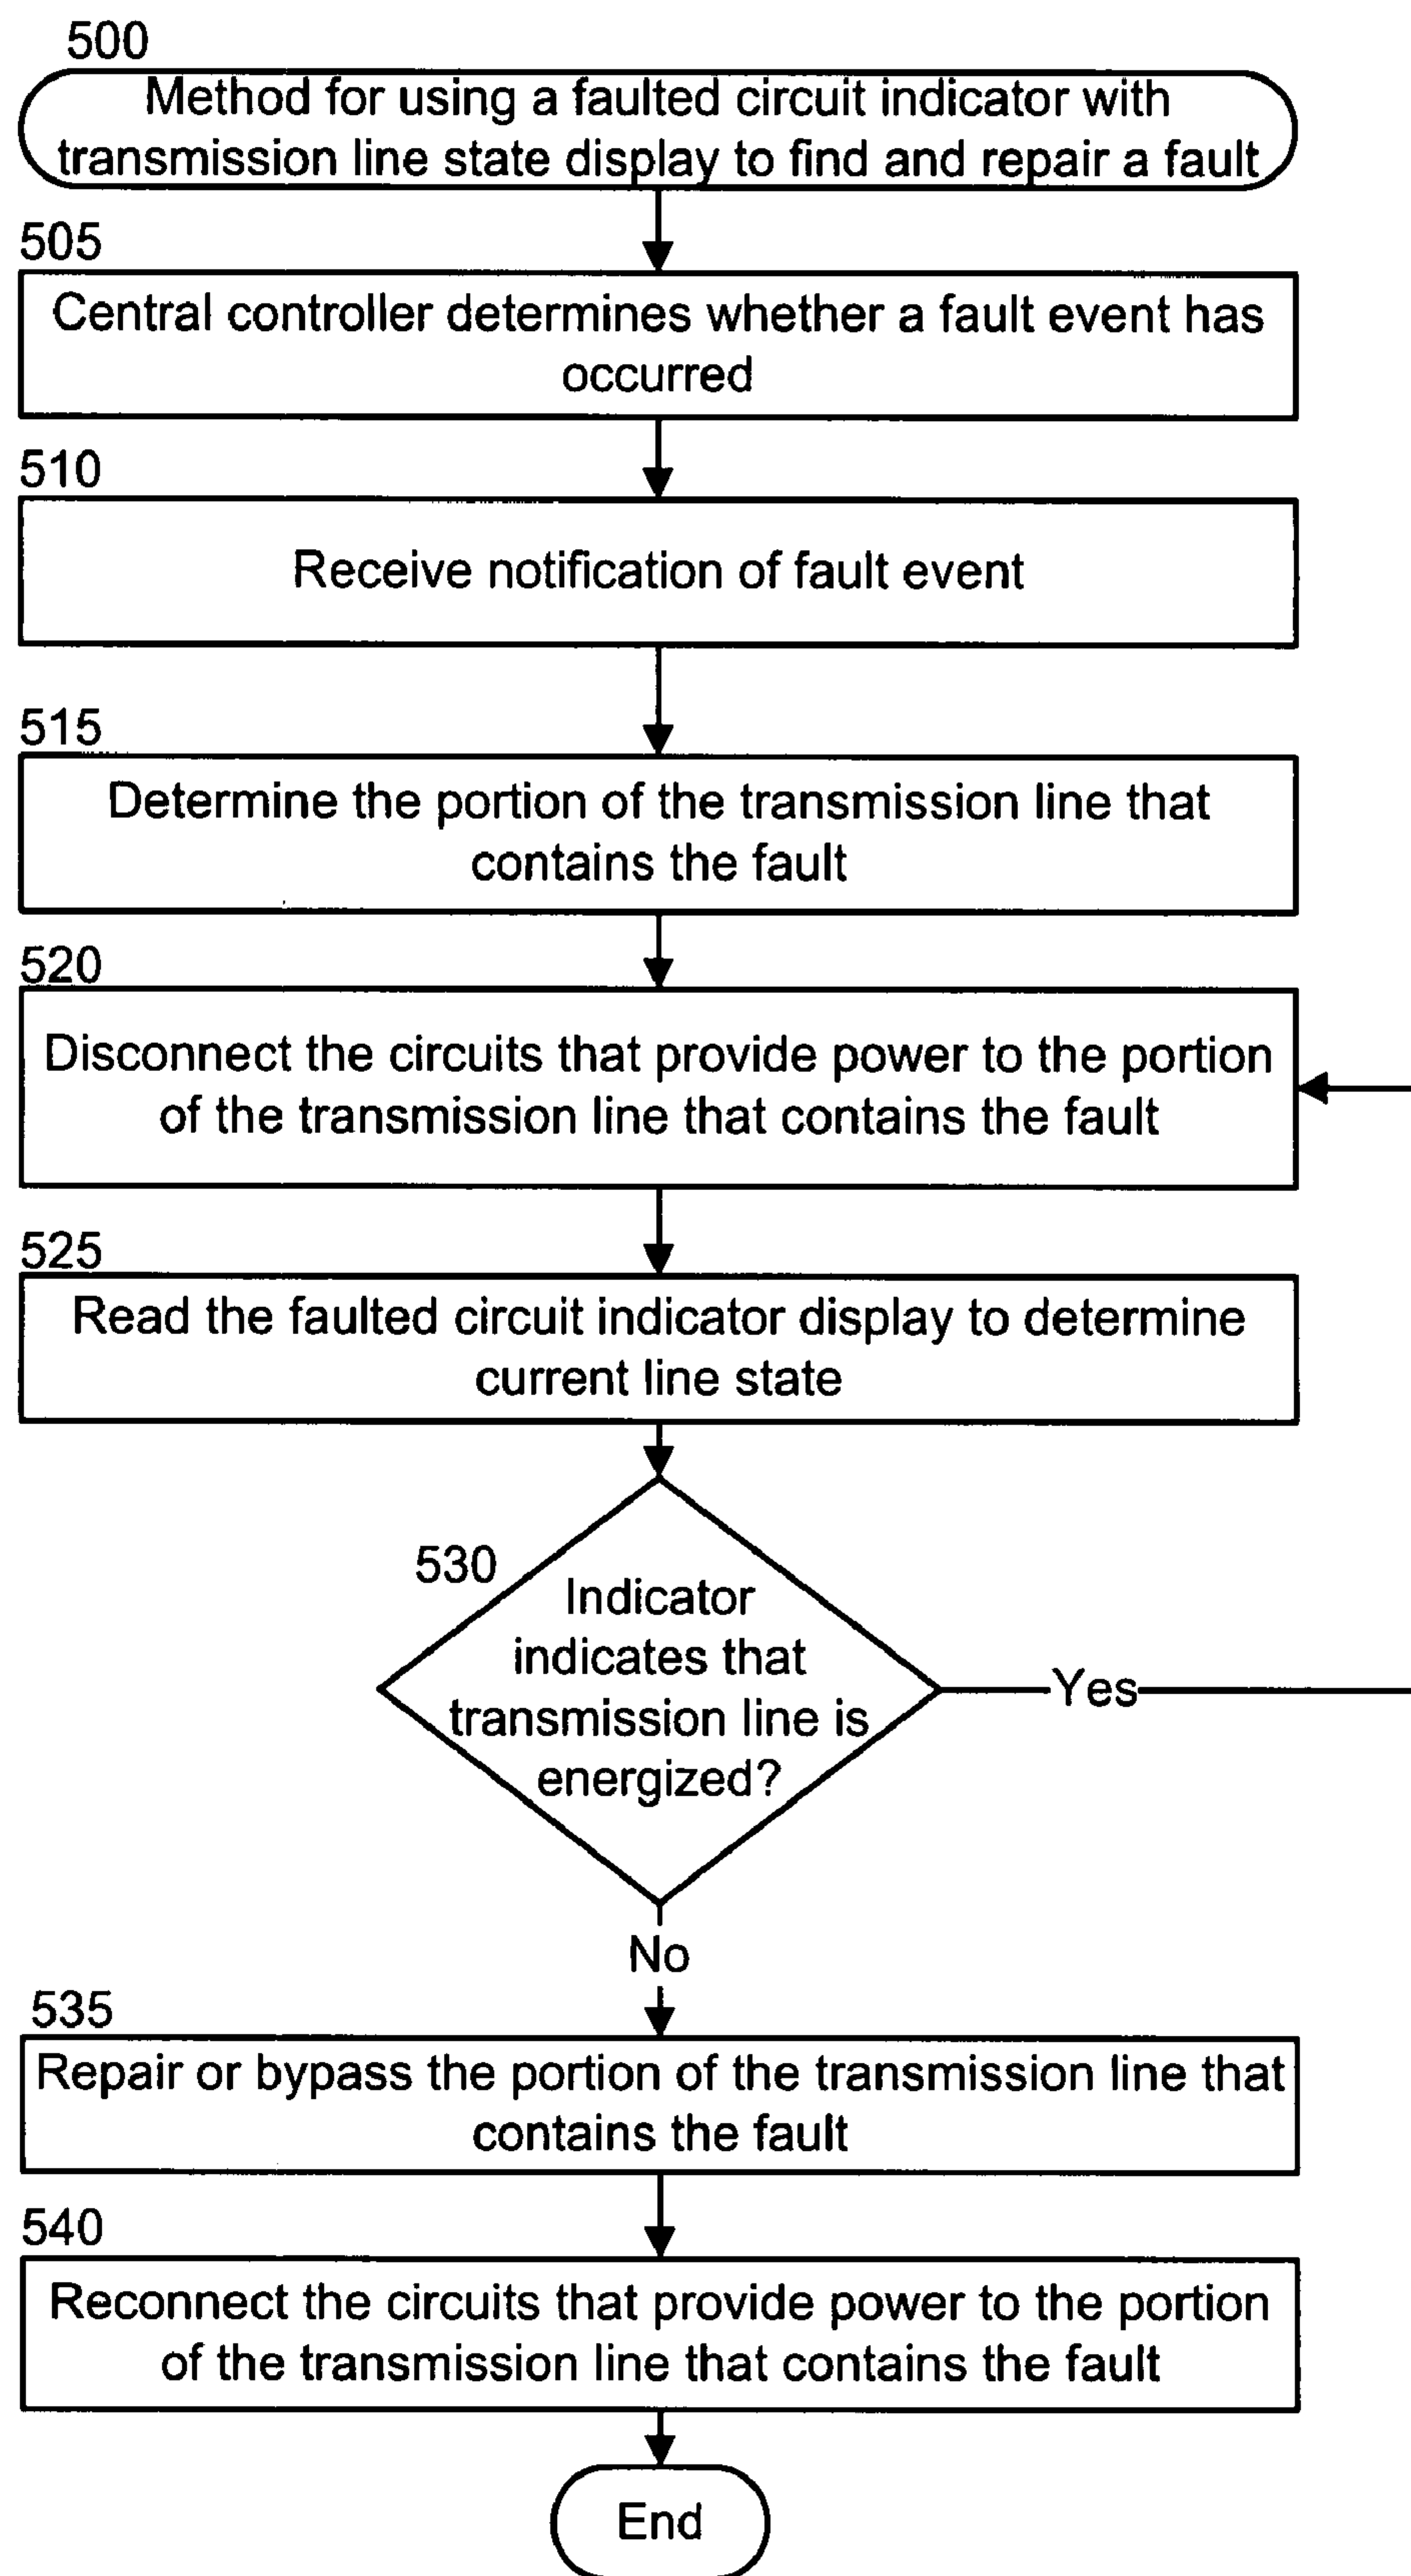 500
Method for using a faulted circuit indicator with
transmission line state display to find and repair a fault
505
Central controller determines whether a fault event has
occurred
510
Receive notification of fault event
515
Determine the portion of the transmission line that
contains the fault
520
Disconnect the circuits that provide power to the portion
of the transmission line that contains the fault
525
Read the faulted circuit indicator display to determine
current line state
530
Indicator
indicates that
transmission line is
energized?
Yes
No
535
Repair or bypass the portion of the transmission line that
contains the fault
540
Reconnect the circuits that provide power to the portion
of the transmission line that contains the fault
End